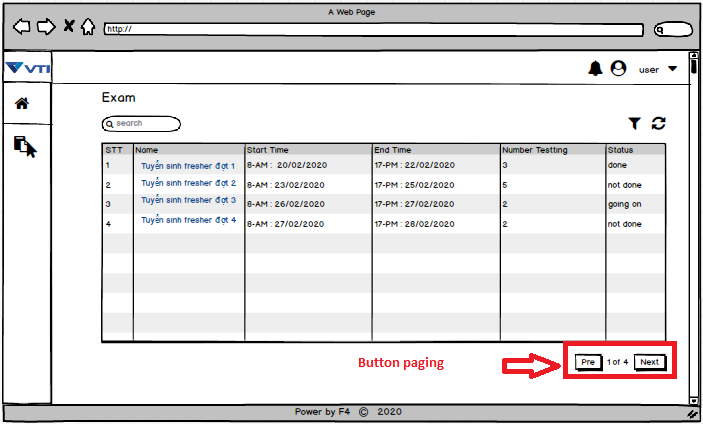 A Web Page
http://
VTI
user
Exam
search
STT Name Start Time End Time Number Testting Status
1 Tuyển sinh fresher đợt 1 8-AM : 20/02/2020 17-PM : 22/02/2020 3 done
2 Tuyển sinh fresher đợt 2 8-AM : 23/02/2020 17-PM : 25/02/2020 5 not done
3 Tuyển sinh fresher đợt 3 8-AM : 26/02/2020 17-PM : 27/02/2020 2 going on
4 Tuyển sinh fresher đợt 4 8-AM : 27/02/2020 17-PM : 28/02/2020 2 not done
Button paging Pre 1 of 4 Next
Power by F4 © 2020